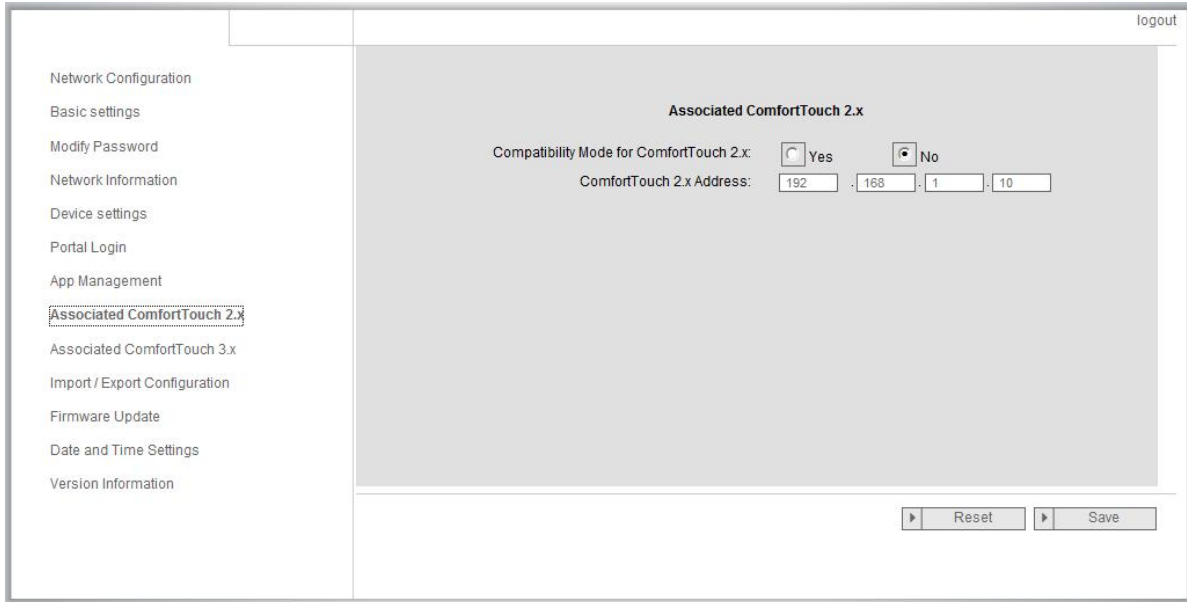 logout
Network Configuration
Basic settings
Modify Password
Network Information
Device settings
Portal Login
App Management
Associated ComfortTouch 2.x
Associated ComfortTouch 3.x
Import / Export Configuration
Firmware Update
Date and Time Settings
Version Information
Associated ComfortTouch 2.x
Compatibility Mode for ComfortTouch 2.x: Yes No
ComfortTouch 2.x Address: 192 . 168 . 1 . 10
Reset Save